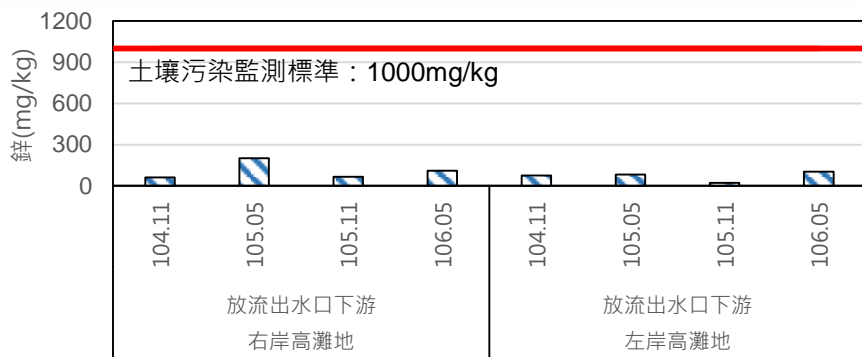 1200
900
600
300
0
鋅(mg/kg)
土壤污染監測標準：1000mg/kg
104.11
105.05
105.11
106.05
104.11
105.05
105.11
106.05
放流出水口下游
右岸高灘地
放流出水口下游
左岸高灘地